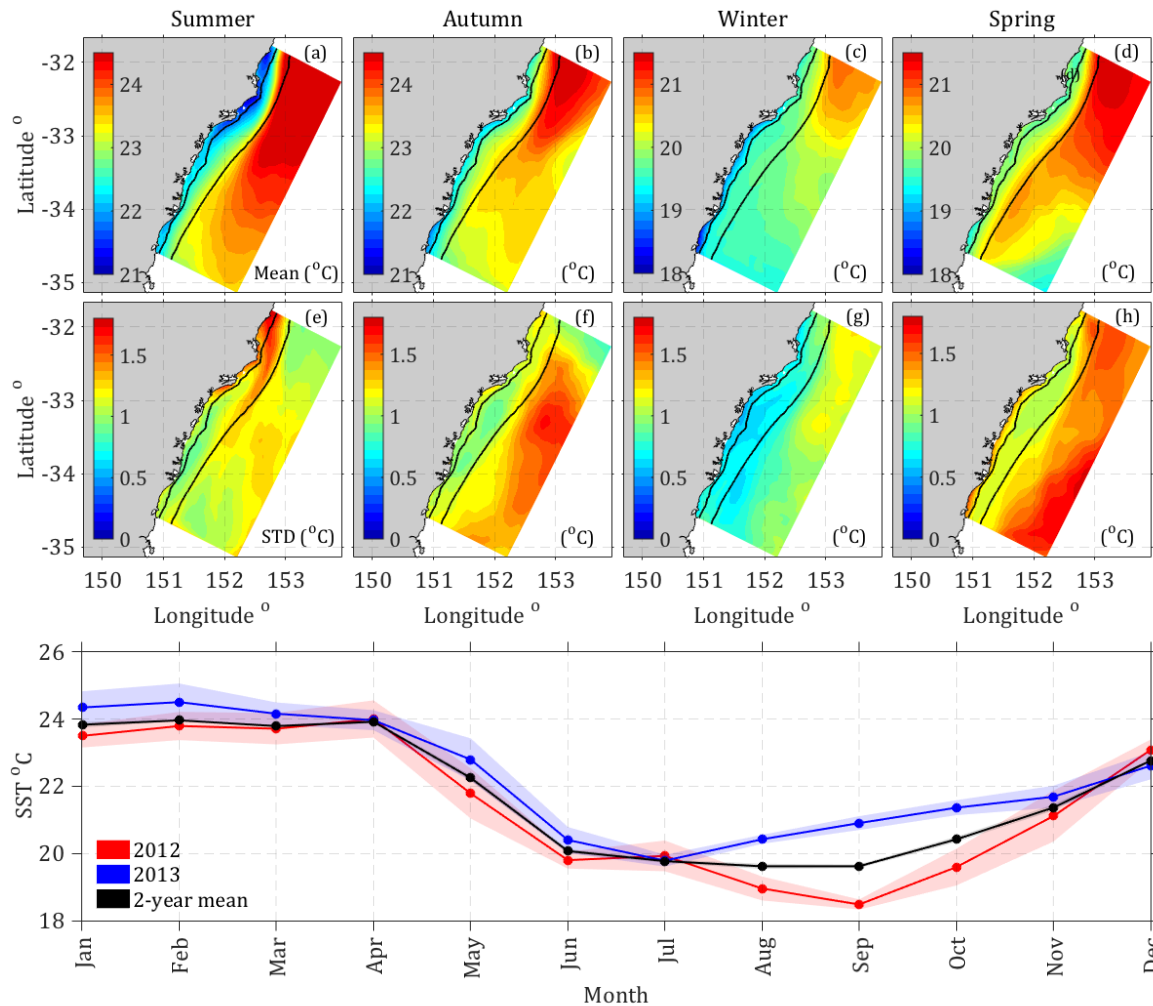 Summer Autumn Winter Spring
(a) (b) (c) (d)
(d)
-32 -33 -34 -35
Latitude °
24 23 22 21
24 23 22 21
21 20 19 18
21 20 19 18
Mean (°C) (°C) (°C) (°C)
(e) (f) (g) (h)
-32 -33 -34 -35
Latitude °
1.5 1 0.5 0
1.5 1 0.5 0
1.5 1 0.5 0
1.5 1 0.5 0
STD (°C) (°C) (°C) (°C)
150 151 152 153 150 151 152 153 150 151 152 153 150 151 152 153
Longitude ° Longitude ° Longitude ° Longitude °
26
24
22
20
18
SST °C
2012
2013
2-year mean
Jan Feb Mar Apr May Jun Jul Aug Sep Oct Nov Dec
Month